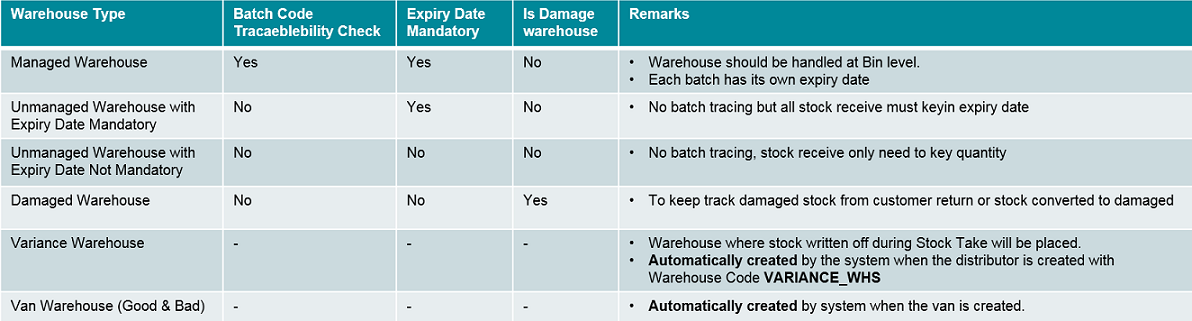 Warehouse Type
Batch Code
Tracaeblebility Check
Expiry Date
Mandatory
Is Damage
warehouse
Remarks
Managed Warehouse
Yes
Yes
No
• Warehouse should be handled at Bin level.
• Each batch has its own expiry date
Unmanaged Warehouse with
Expiry Date Mandatory
No
Yes
No
• No batch tracing but all stock receive must keyin expiry date
Unmanaged Warehouse with
Expiry Date Not Mandatory
No
No
No
• No batch tracing, stock receive only need to key quantity
Damaged Warehouse
No
No
Yes
• To keep track damaged stock from customer return or stock converted to damaged
Variance Warehouse
-
-
-
• Warehouse where stock written off during Stock Take will be placed.
• Automatically created by the system when the distributor is created with
Warehouse Code VARIANCE_WHS
Van Warehouse (Good & Bad)
-
-
-
• Automatically created by system when the van is created.